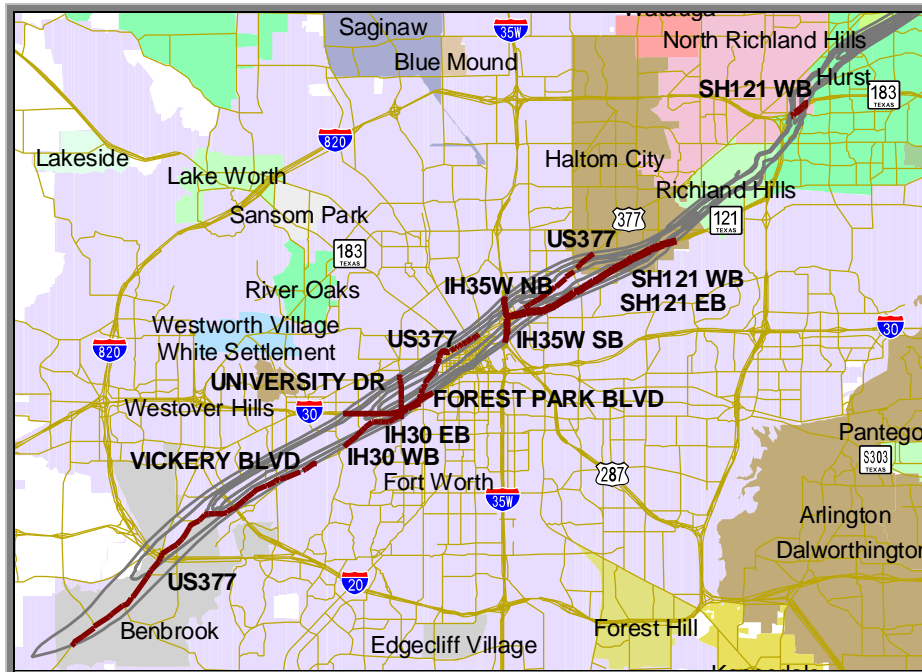 Watauga
Saginaw
35W
North Richland Hills
Blue Mound
Hurst
SH121 WB
183
TEXAS
820
Lakeside
Haltom City
Lake Worth
Richland Hills
Sansom Park
377
121
TEXAS
183
TEXAS
US377
IH35W NB
SH121 WB
River Oaks
SH121 EB
Westworth Village
30
US377
IH35W SB
White Settlement
820
UNIVERSITY DR
FOREST PARK BLVD
Westover Hills
30
IH30 EB
Pantego
VICKERY BLVD
IH30 WB
S303
TEXAS
287
Fort Worth
35W
Arlington
Dalworthington
US377
20
Benbrook
Forest Hill
Edgecliff Village